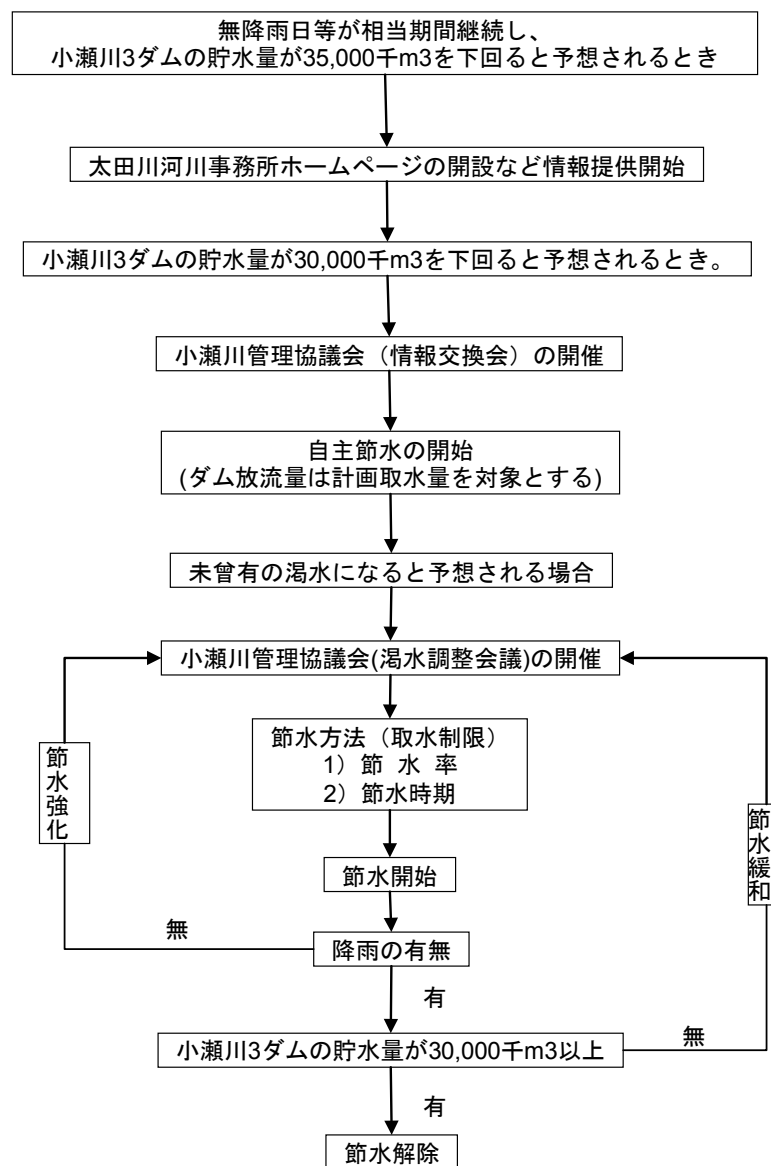 無降雨日等が相当期間継続し、
小瀬川3ダムの貯水量が35,000千m3を下回ると予想されるとき
太田川河川事務所ホームページの開設など情報提供開始
小瀬川3ダムの貯水量が30,000千m3を下回ると予想されるとき。
小瀬川管理協議会（情報交換会）の開催
自主節水の開始
(ダム放流量は計画取水量を対象とする)
未曾有の渇水になると予想される場合
小瀬川管理協議会(渇水調整会議)の開催
節水方法（取水制限）
1）節 水 率
2）節水時期
節水強化
節水緩和
節水開始
無
降雨の有無
有
小瀬川3ダムの貯水量が30,000千m3以上
無
有
節水解除